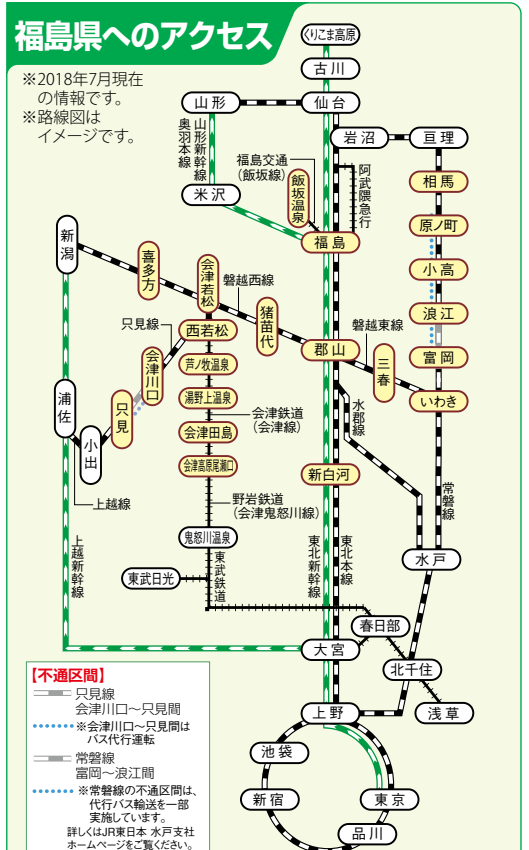 福島県へのアクセス
※2018年7月現在
の情報です。
※路線図は
イメージです。
くりこま高原
古川
山形
仙台
岩沼
亘理
奥羽本線
山形新幹線
福島交通
(飯坂線)
飯坂温泉
阿武隈急行
相馬
米沢
原ノ町
新潟
喜多方
会津若松
磐越西線
福島
小高
猪苗代
只見線
西若松
磐越東線
浪江
会津川口
芦ノ牧温泉
郡山
三春
富岡
只見
湯野上温泉
いわき
浦佐
小出
会津鉄道
(会津線)
会津田島
水郡線
会津高原尾瀬口
新白河
上越線
野岩鉄道
(会津鬼怒川線)
常磐線
鬼怒川温泉
上越新幹線
東武日光
東武鉄道
東北新幹線
東北本線
水戸
春日部
大宮
北千住
浅草
上野
池袋
新宿
東京
品川
【不通区間】
只見線
会津川口〜只見間
※会津川口〜只見間は
バス代行運転
常磐線
富岡〜浪江間
※常磐線の不通区間は、
代行バス輸送を一部
実施しています。
詳しくはJR東日本 水戸支社
ホームページをご覧ください。